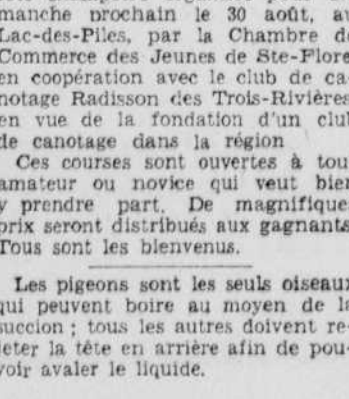 manche prochain le 30 août, au
Lac-des-Piles, par la Chambre de
Commerce des Jeunes de Ste-Flore
en coopération avec le club de ca-
notage Radisson des Trois-Rivières
en vue de la fondation d'un club
de canotage dans la région
Ces courses sont ouvertes à tou
amateur ou novice qui veut bien
y prendre part. De magnifique
prix seront distribués aux gagnants
Tous sont les bienvenus.
Les pigeons sont les seuls oiseaux
qui peuvent boire au moyen de la
succion ; tous les autres doivent re-
jeter la tête en arrière afin de pou-
voir avaler le liquide.